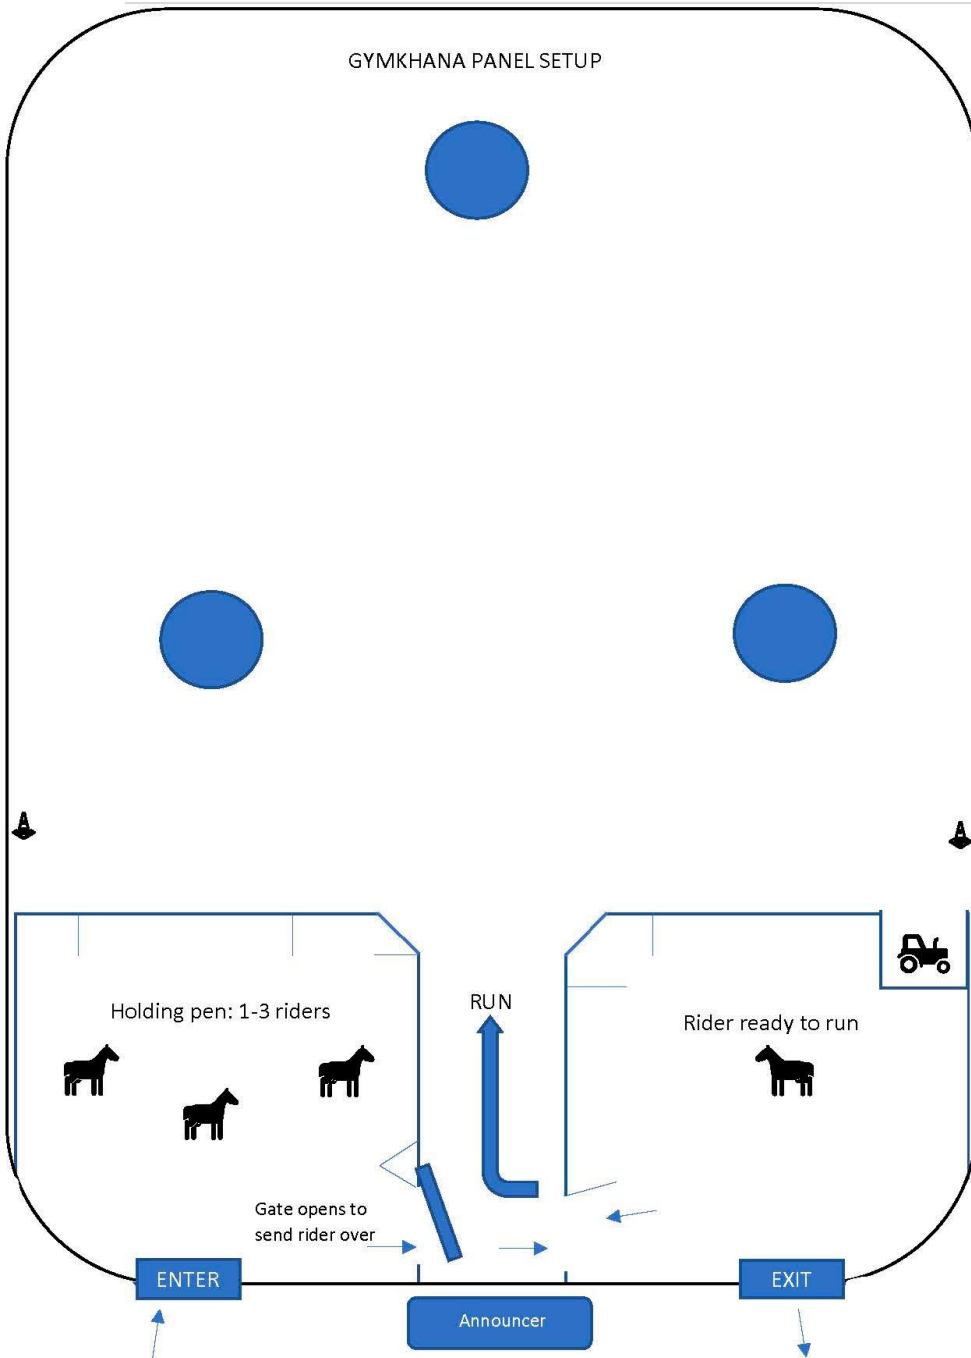 GYMKHANA PANEL SETUP
Holding pen: 1-3 riders
RUN
Rider ready to run
Gate opens to
send rider over
ENTER
EXIT
Announcer